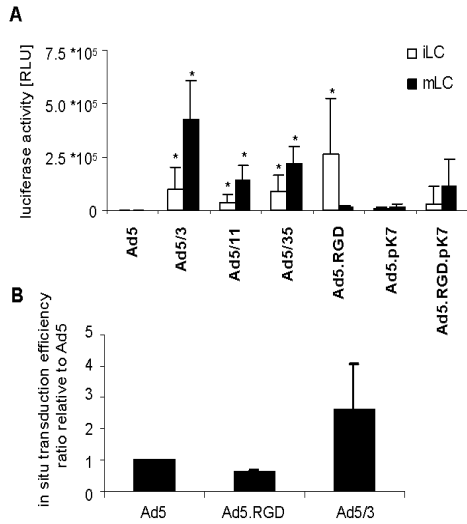 A
luciferase activity [RLU]
7.5 *10⁵
5.0 *10⁵
2.5 *10⁵
0
iLC
mLC
* * * * * * *
Ad5
Ad5/3
Ad5/11
Ad5/35
Ad5.RGD
Ad5.pK7
Ad5.RGD.pK7
B
in situ transduction efficiency
ratio relative to Ad5
5
4
3
2
1
0
Ad5
Ad5.RGD
Ad5/3